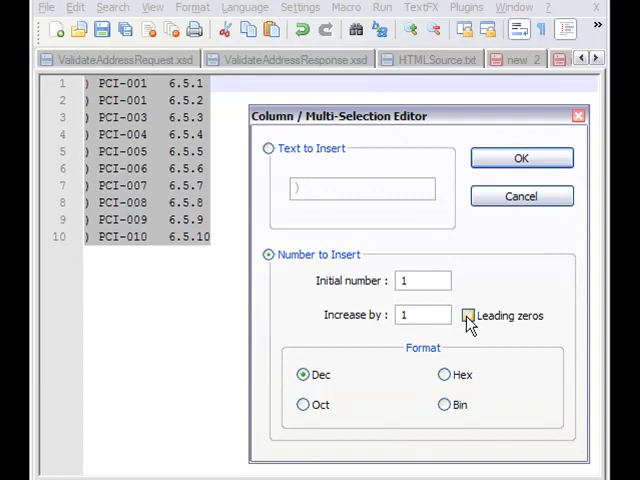 File Edit Search View Format Language Settings Macro Run TextFX Plugins Window ?
ValidateAddressRequest.xsd ValidateAddressResponse.xsd HTMLSource.txt new 2
1 ) PCI-001 6.5.1
2 ) PCI-001 6.5.2
3 ) PCI-003 6.5.3
4 ) PCI-004 6.5.4
5 ) PCI-005 6.5.5
6 ) PCI-006 6.5.6
7 ) PCI-007 6.5.7
8 ) PCI-008 6.5.8
9 ) PCI-009 6.5.9
10 ) PCI-010 6.5.10
Column / Multi-Selection Editor
Text to Insert
)
OK
Cancel
Number to Insert
Initial number : 1
Increase by : 1
Leading zeros
Format
Dec Hex
Oct Bin